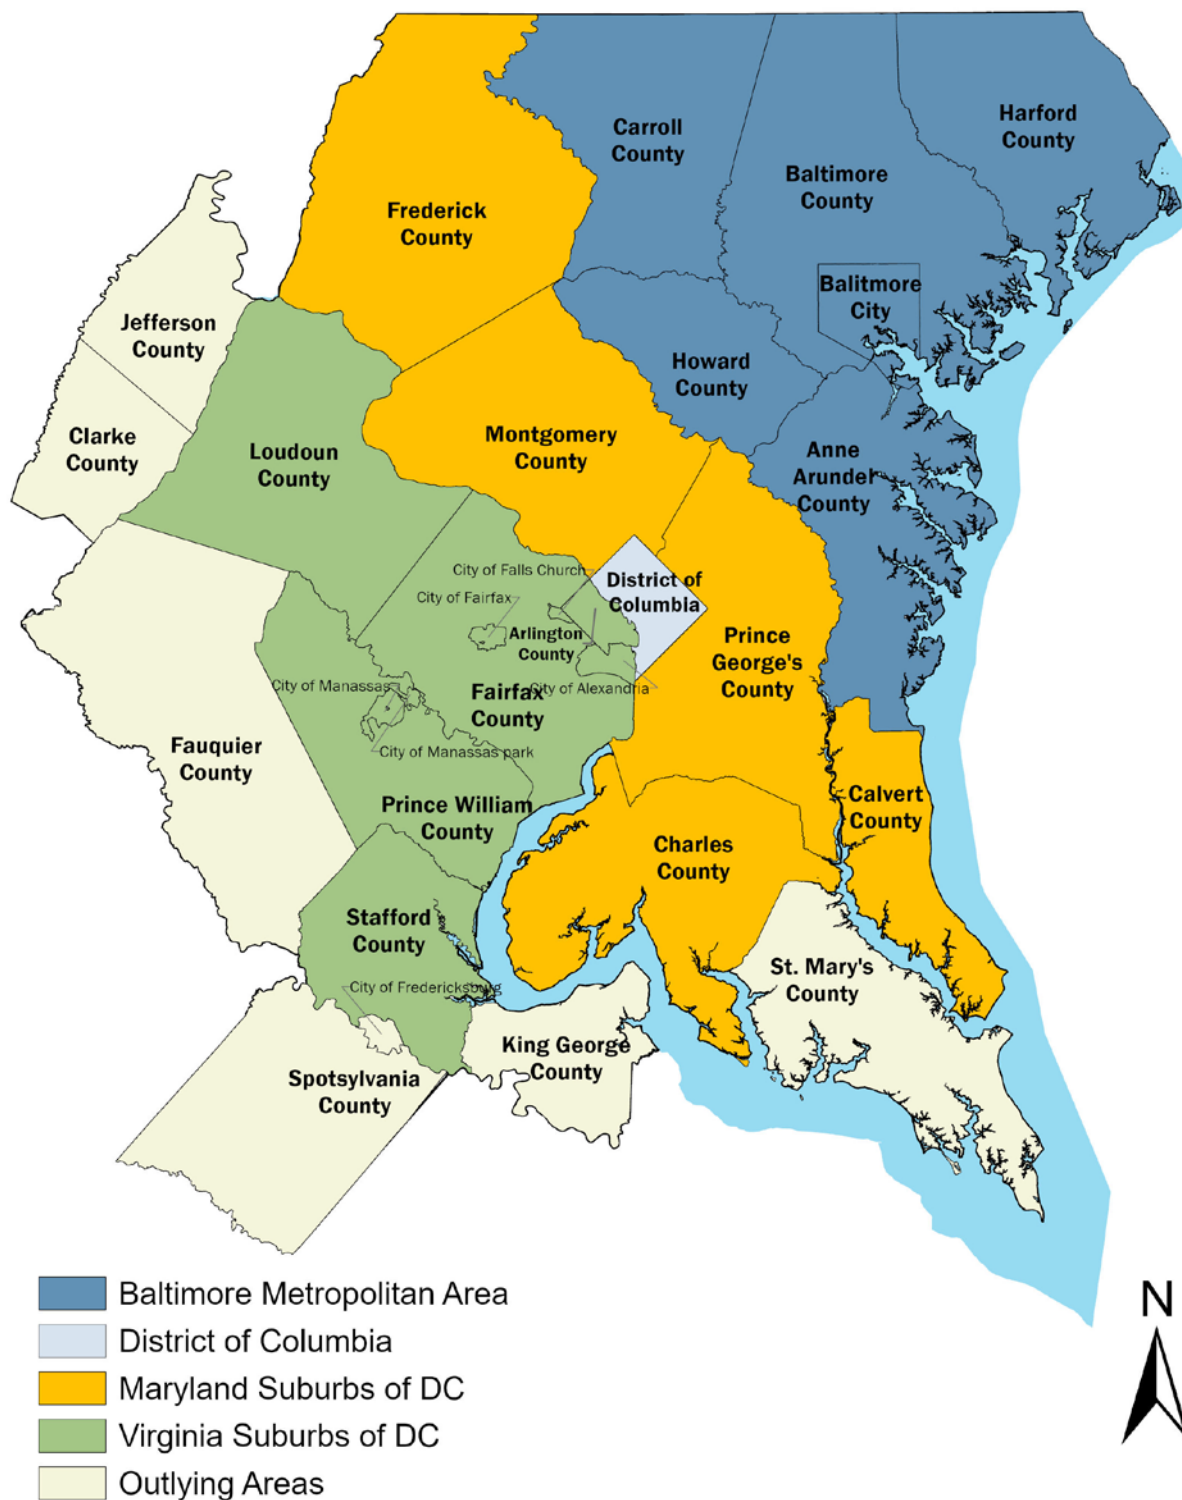 Carroll
County
Harford
County
Baltimore
County
Frederick
County
Balitmore
City
Jefferson
County
Howard
County
Clarke
County
Loudoun
County
Montgomery
County
Anne
Arundel
County
City of Falls Church
District of
Columbia
City of Fairfax
Arlington
County
Prince
George's
County
City of Manassas
Fairfax
County
City of Alexandria
City of Manassas park
Fauquier
County
Prince William
County
Calvert
County
Charles
County
Stafford
County
St. Mary's
County
City of Fredericksburg
King George
County
Spotsylvania
County
Baltimore Metropolitan Area
District of Columbia
Maryland Suburbs of DC
Virginia Suburbs of DC
Outlying Areas
N